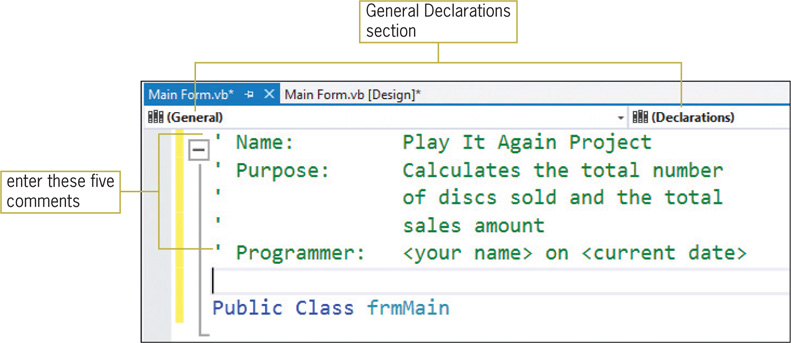 General Declarations
section
Main Form.vb* Main Form.vb [Design]*
(General) (Declarations)
' Name: Play It Again Project
' Purpose: Calculates the total number
' of discs sold and the total
' sales amount
' Programmer: <your name> on <current date>
enter these five
comments
Public Class frmMain